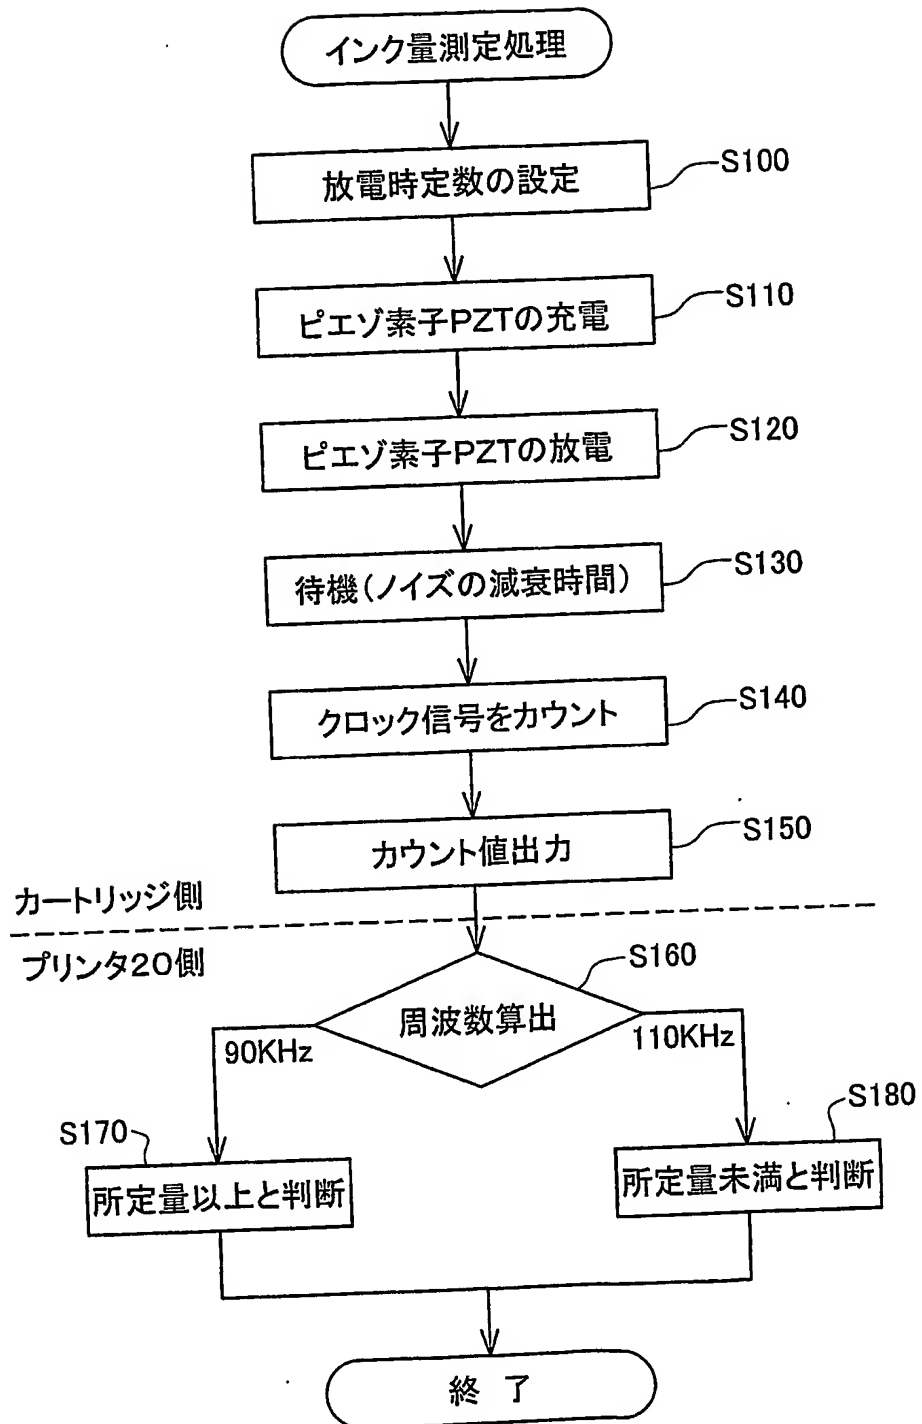 インク量測定処理
放電時定数の設定
S100
ピエゾ素子PZTの充電
S110
ピエゾ素子PZTの放電
S120
待機(ノイズの減衰時間)
S130
クロック信号をカウント
S140
カウント値出力
S150
カートリッジ側
プリンタ20側
S160
周波数算出
90KHz
110KHz
S170
S180
所定量以上と判断
所定量未満と判断
終 了